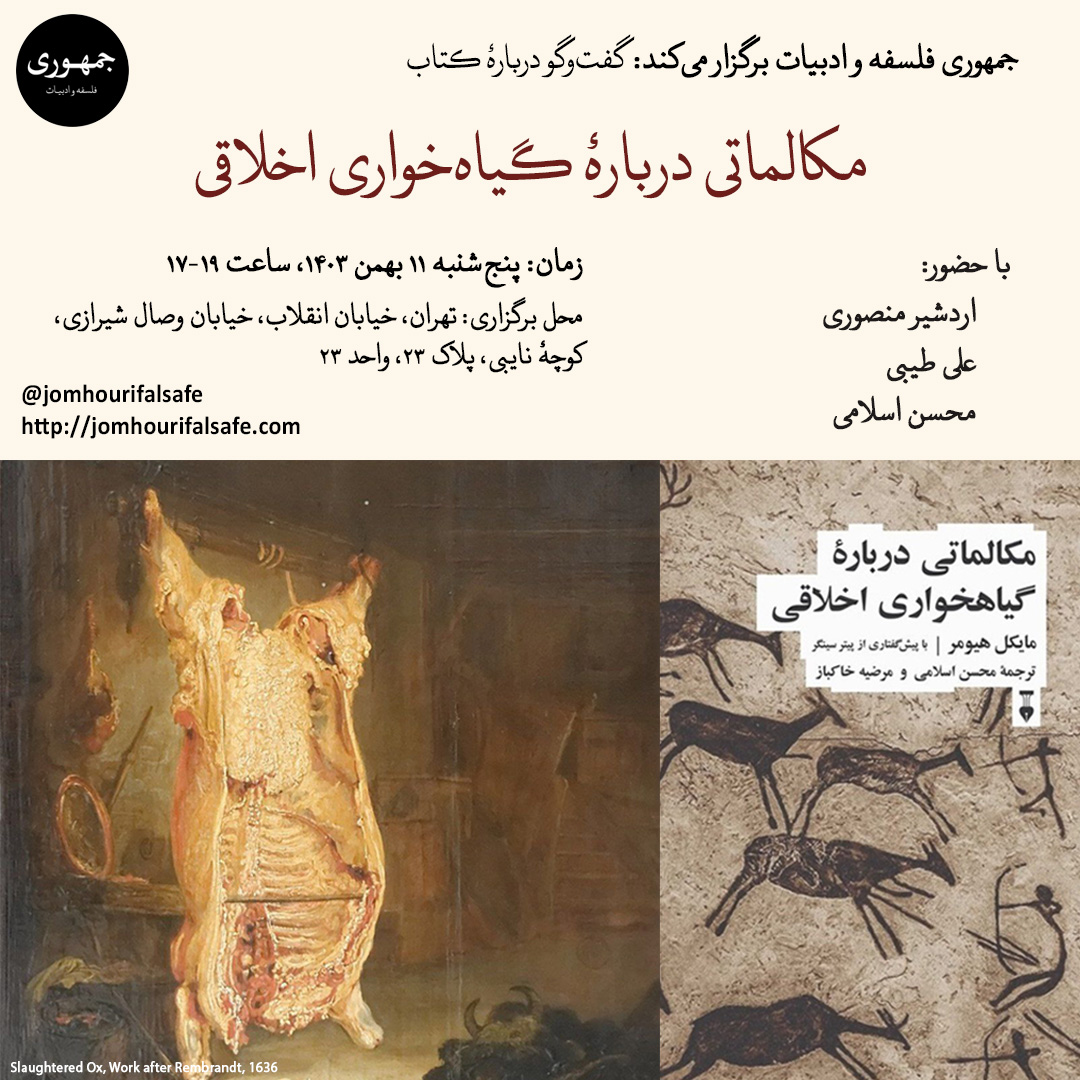 جمهوری
فلسفه و ادبیات
جمهوری فلسفه و ادبیات برگزار می‌کند: گفت‌وگو دربارهٔ کتاب
مکالماتی دربارهٔ گیاه‌خواری اخلاقی
با حضور:
اردشیر منصوری
علی طیبی
محسن اسلامی
زمان: پنج‌شنبه ۱۱ بهمن ۱۴۰۳، ساعت ۱۹-۱۷
محل برگزاری: تهران، خیابان انقلاب، خیابان وصال شیرازی،
کوچهٔ نایبی، پلاک ۲۳، واحد ۲۳
@jomhourifalsafe
http://jomhourifalsafe.com
مکالماتی دربارهٔ
گیاهخواری اخلاقی
مایکل هیومر | با پیش‌گفتاری از پیتر سینگر
ترجمهٔ محسن اسلامی و مرضیه خاکباز
Slaughtered Ox, Work after Rembrandt, 1636